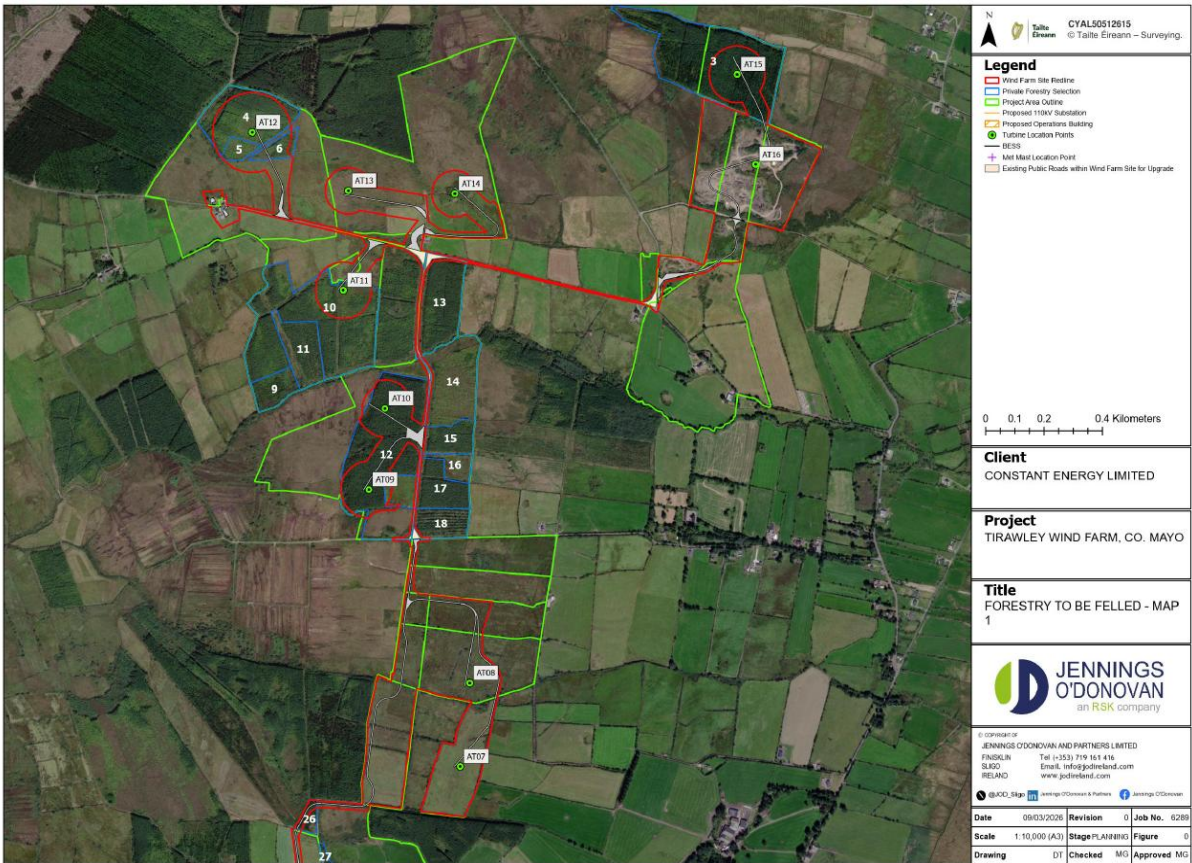 3
AT15
4
AT12
5
6
AT16
AT13
AT14
AT11
10
13
11
9
14
AT10
15
12
16
AT09
17
18
AT08
AT07
26
27
N
Tailte
Éireann
CYAL50512615
© Tailte Éireann – Surveying.
Legend
Wind Farm Site Redline
Private Forestry Selection
Project Area Outline
Proposed 110kV Substation
Proposed Operations Building
Turbine Location Points
BESS
Met Mast Location Point
Existing Public Roads within Wind Farm Site for Upgrade
0 0.1 0.2 0.4 Kilometers
Client
CONSTANT ENERGY LIMITED
Project
TIRAWLEY WIND FARM, CO. MAYO
Title
FORESTRY TO BE FELLED - MAP
1
JENNINGS
O'DONOVAN
an RSK company
© COPYRIGHT OF
JENNINGS O'DONOVAN AND PARTNERS LIMITED
FINISKLIN Tel (+353) 719 161 416
SLIGO Email. info@jodireland.com
IRELAND www.jodireland.com
@JOD_Sligo in Jennings O'Donovan & Partners f Jennings O'Donovan
Date 09/03/2026 Revision 0 Job No. 6289
Scale 1:10,000 (A3) Stage PLANNING Figure 0
Drawing DT Checked MG Approved MG